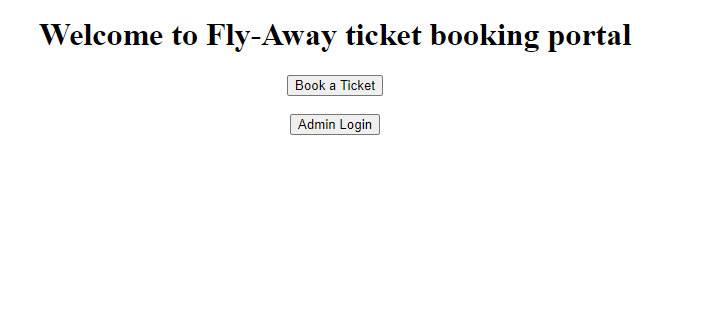 Welcome to Fly-Away ticket booking portal
Book a Ticket
Admin Login